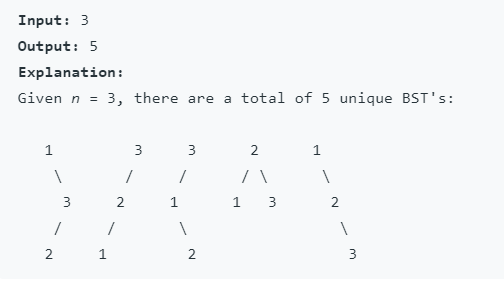 Input: 3
Output: 5
Explanation:
Given n = 3, there are a total of 5 unique BST's:
1         3     3      2      1
 \       /     /      / \      \
  3     2     1      1   3      2
 /     /       \                 \
2     1         2                 3